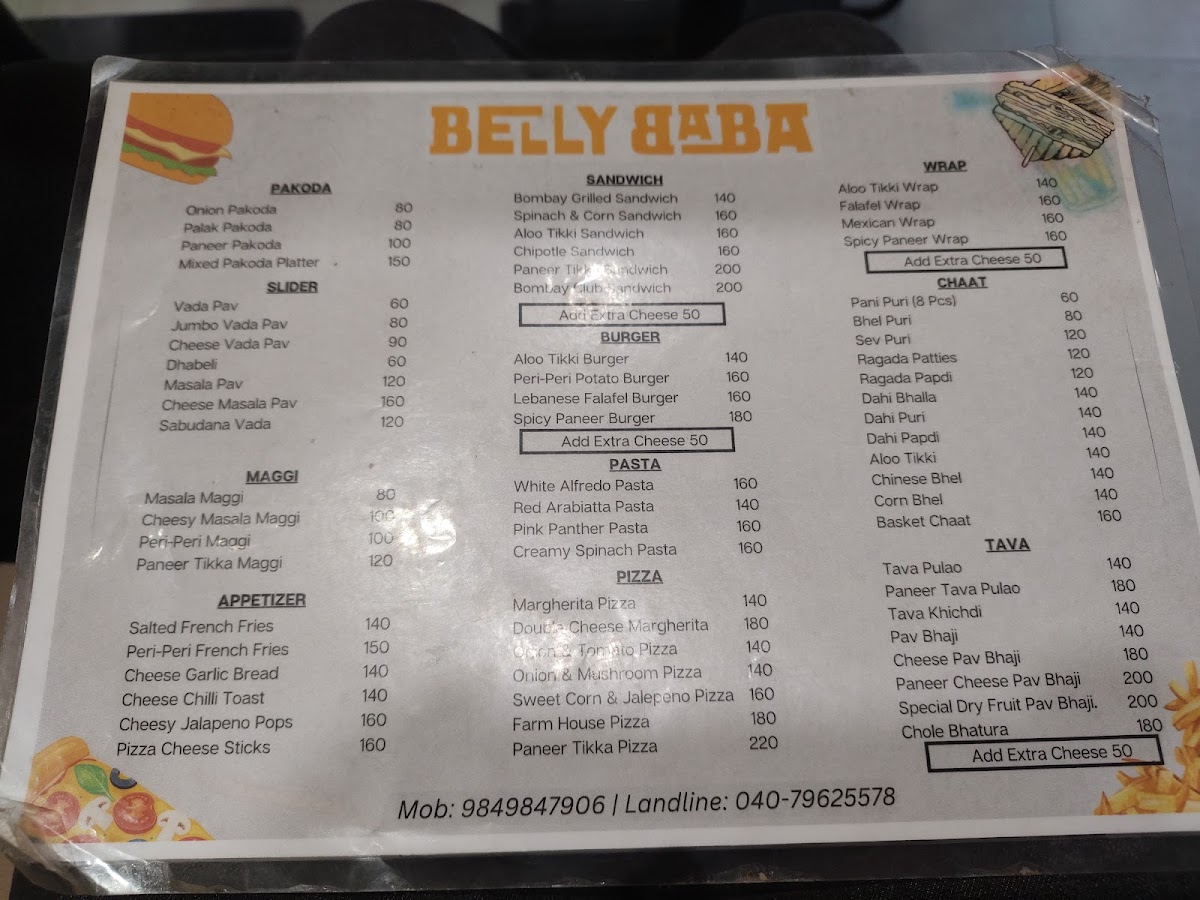 BELLY BABA
PAKODA
Onion Pakoda 80
Palak Pakoda 80
Paneer Pakoda 100
Mixed Pakoda Platter 150
SLIDER
Vada Pav 60
Jumbo Vada Pav 80
Cheese Vada Pav 90
Dhabeli 60
Masala Pav 120
Cheese Masala Pav 160
Sabudana Vada 120
MAGGI
Masala Maggi 80
Cheesy Masala Maggi 100
Peri-Peri Maggi 100
Paneer Tikka Maggi 120
APPETIZER
Salted French Fries 140
Peri-Peri French Fries 150
Cheese Garlic Bread 140
Cheese Chilli Toast 140
Cheesy Jalapeno Pops 160
Pizza Cheese Sticks 160
SANDWICH
Bombay Grilled Sandwich 140
Spinach & Corn Sandwich 160
Aloo Tikki Sandwich 160
Chipotle Sandwich 160
Paneer Tikka Sandwich 200
Bombay Club Sandwich 200
Add Extra Cheese 50
BURGER
Aloo Tikki Burger 140
Peri-Peri Potato Burger 160
Lebanese Falafel Burger 160
Spicy Paneer Burger 180
Add Extra Cheese 50
PASTA
White Alfredo Pasta 160
Red Arabiatta Pasta 140
Pink Panther Pasta 160
Creamy Spinach Pasta 160
PIZZA
Margherita Pizza 140
Double Cheese Margherita 180
Onion & Tomato Pizza 140
Onion & Mushroom Pizza 140
Sweet Corn & Jalepeno Pizza 160
Farm House Pizza 180
Paneer Tikka Pizza 220
WRAP
Aloo Tikki Wrap 140
Falafel Wrap 160
Mexican Wrap 160
Spicy Paneer Wrap 160
Add Extra Cheese 50
CHAAT
Pani Puri (8 Pcs) 60
Bhel Puri 80
Sev Puri 120
Ragada Patties 120
Ragada Papdi 120
Dahi Bhalla 140
Dahi Puri 140
Dahi Papdi 140
Aloo Tikki 140
Chinese Bhel 140
Corn Bhel 140
Basket Chaat 160
TAVA
Tava Pulao 140
Paneer Tava Pulao 180
Tava Khichdi 140
Pav Bhaji 140
Cheese Pav Bhaji 180
Paneer Cheese Pav Bhaji 200
Special Dry Fruit Pav Bhaji. 200
Chole Bhatura 180
Add Extra Cheese 50
Mob: 9849847906 | Landline: 040-79625578